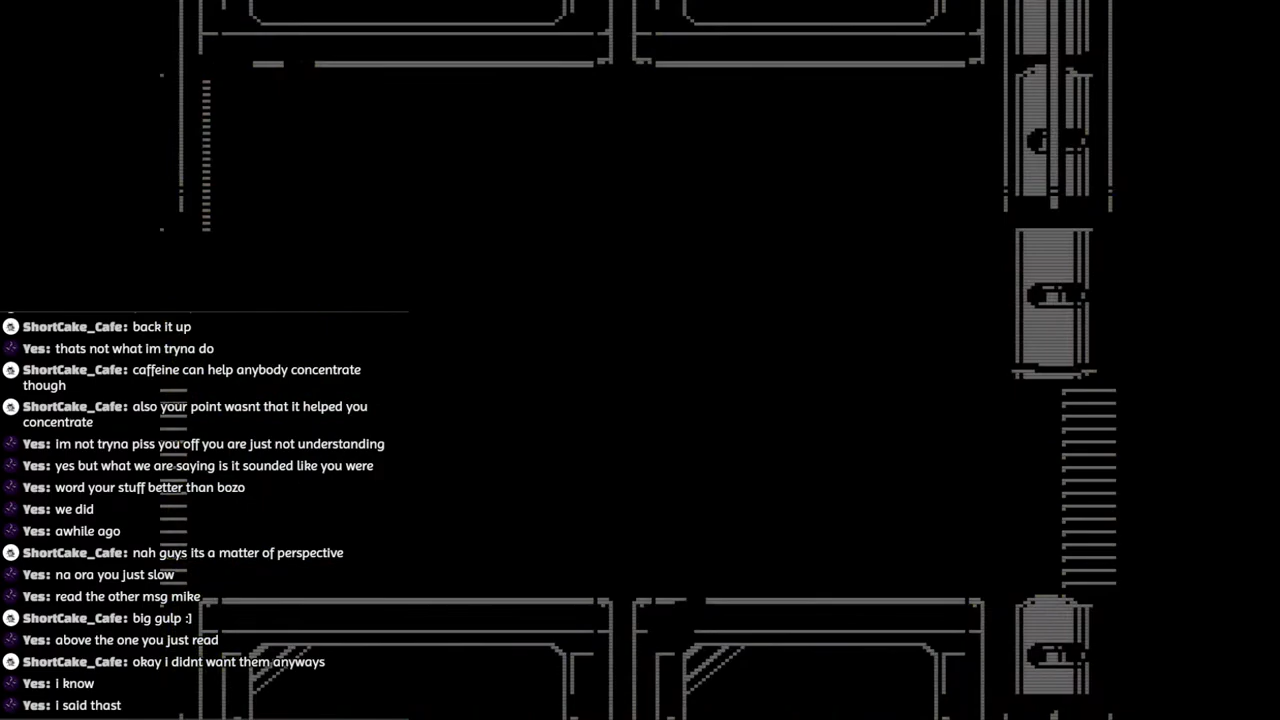 ShortCake_Cafe: back it up
Yes: thats not what im tryna do
ShortCake_Cafe: caffeine can help anybody concentrate
though
ShortCake_Cafe: also your point wasnt that it helped you
concentrate
Yes: im not tryna piss you off you are just not understanding
Yes: yes but what we are saying is it sounded like you were
Yes: word your stuff better than bozo
Yes: we did
Yes: awhile ago
ShortCake_Cafe: nah guys its a matter of perspective
Yes: na ora you just slow
Yes: read the other msg mike
ShortCake_Cafe: big gulp :]
Yes: above the one you just read
ShortCake_Cafe: okay i didnt want them anyways
Yes: i know
Yes: i said thast